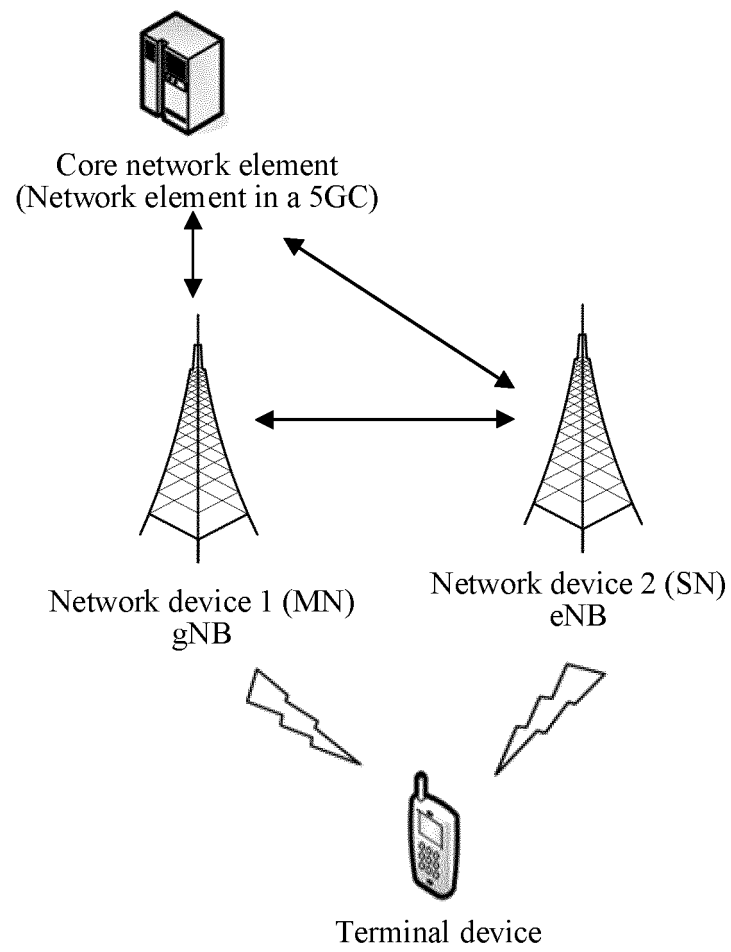 Core network element
(Network element in a 5GC)
Network device 1 (MN)
gNB
Network device 2 (SN)
eNB
Terminal device